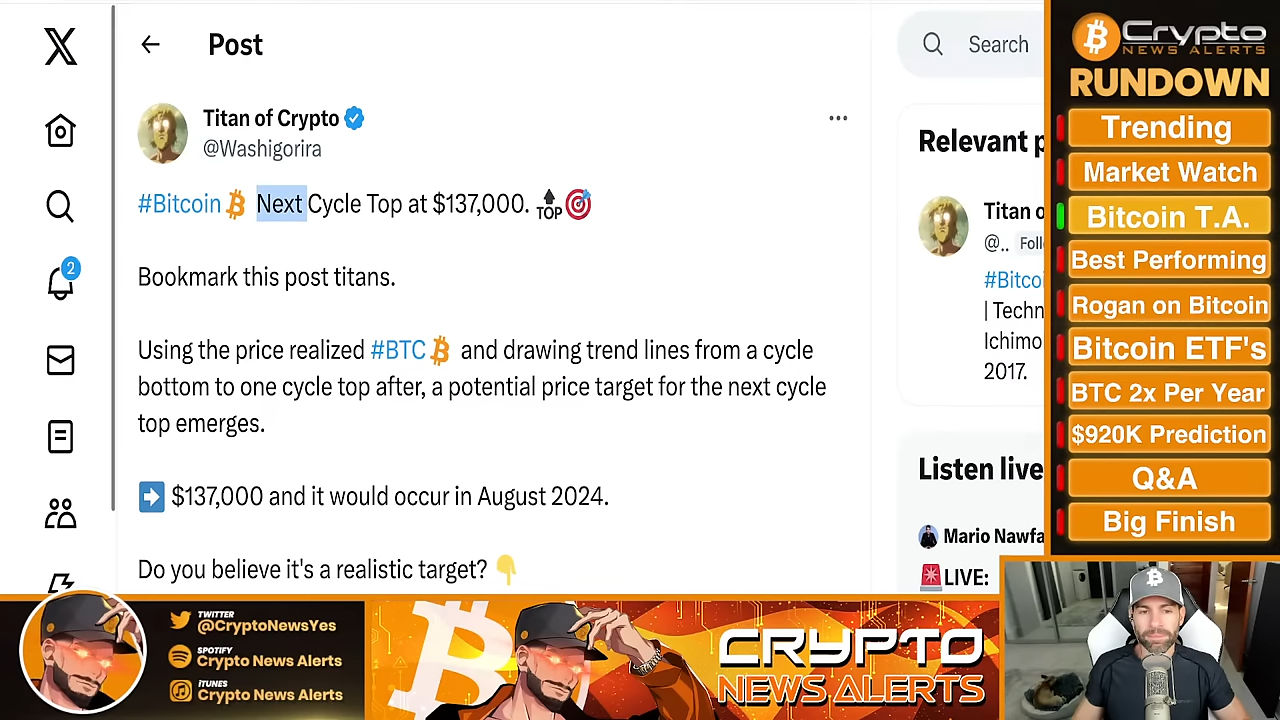 Post
Search
Titan of Crypto
@Washigorira
#Bitcoin Next Cycle Top at $137,000. TOP
Bookmark this post titans.
Using the price realized #BTC and drawing trend lines from a cycle
bottom to one cycle top after, a potential price target for the next cycle
top emerges.
$137,000 and it would occur in August 2024.
Do you believe it's a realistic target?
2
Relevant p
Titan o
@.. Foll
#Bitco
| Techn
Ichimo
2017.
Listen live
Mario Nawfa
LIVE:
Crypto
NEWS ALERTS
RUNDOWN
Trending
Market Watch
Bitcoin T.A.
Best Performing
Rogan on Bitcoin
Bitcoin ETF's
BTC 2x Per Year
$920K Prediction
Q&A
Big Finish
TWITTER
@CryptoNewsYes
SPOTIFY
Crypto News Alerts
iTUNES
Crypto News Alerts
CRYPTO
NEWS ALERTS